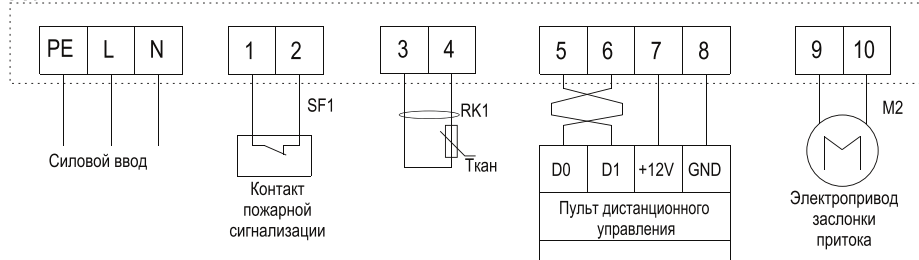 PE L N 1 2 3 4 5 6 7 8 9 10
SF1 RK1 M2
Силовой ввод
Ткан
D0 D1 +12V GND
Контакт
пожарной
сигнализации
Пульт дистанционного
управления
Электропривод
заслонки
притока